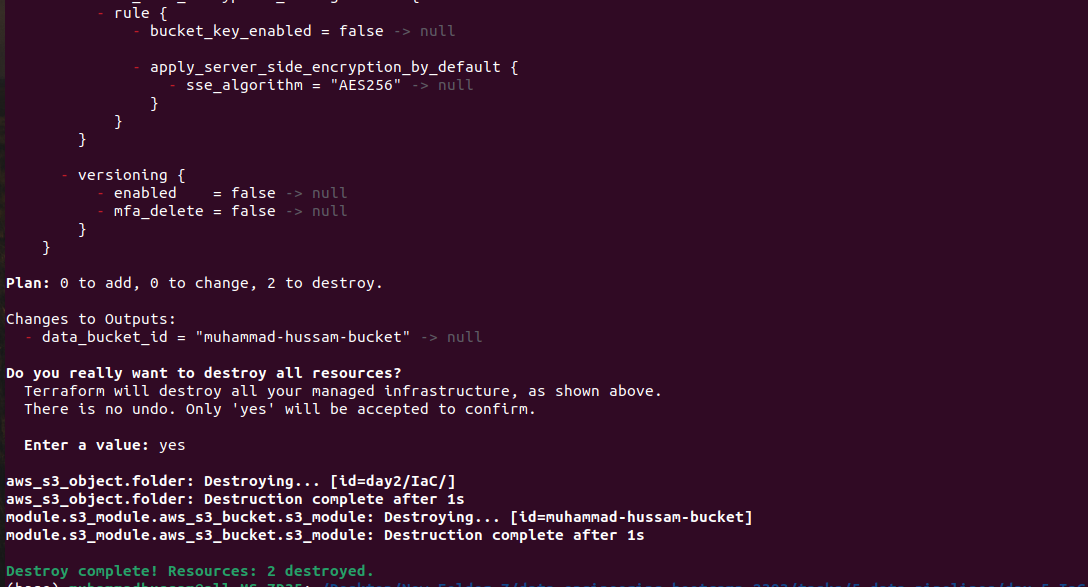 - rule {
- bucket_key_enabled = false -> null
- apply_server_side_encryption_by_default {
- sse_algorithm = "AES256" -> null
}
}
}
- versioning {
- enabled    = false -> null
- mfa_delete = false -> null
}
}
Plan: 0 to add, 0 to change, 2 to destroy.
Changes to Outputs:
- data_bucket_id = "muhammad-hussam-bucket" -> null
Do you really want to destroy all resources?
Terraform will destroy all your managed infrastructure, as shown above.
There is no undo. Only 'yes' will be accepted to confirm.
Enter a value: yes
aws_s3_object.folder: Destroying... [id=day2/IaC/]
aws_s3_object.folder: Destruction complete after 1s
module.s3_module.aws_s3_bucket.s3_module: Destroying... [id=muhammad-hussam-bucket]
module.s3_module.aws_s3_bucket.s3_module: Destruction complete after 1s
Destroy complete! Resources: 2 destroyed.